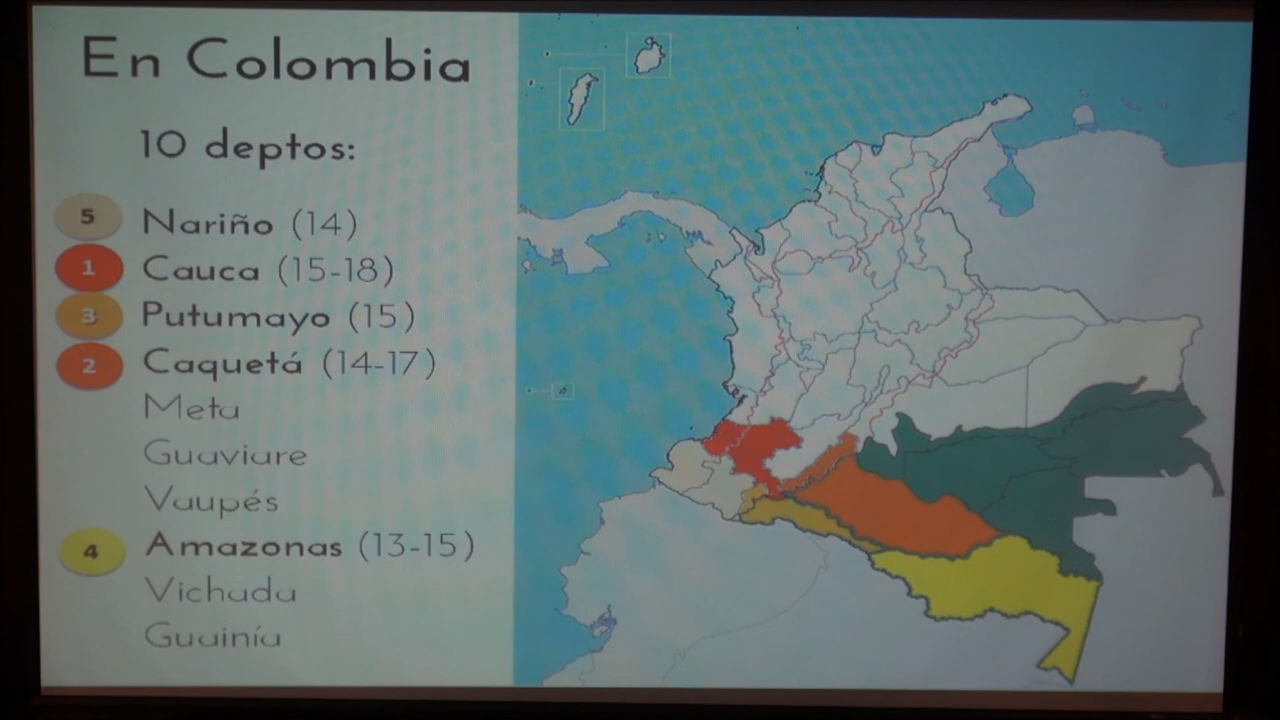 En Colombia
10 deptos:
5 Nariño (14)
1 Cauca (15-18)
3 Putumayo (15)
2 Caquetá (14-17)
Meta
Guaviare
Vaupés
4 Amazonas (13-15)
Vichada
Guainía